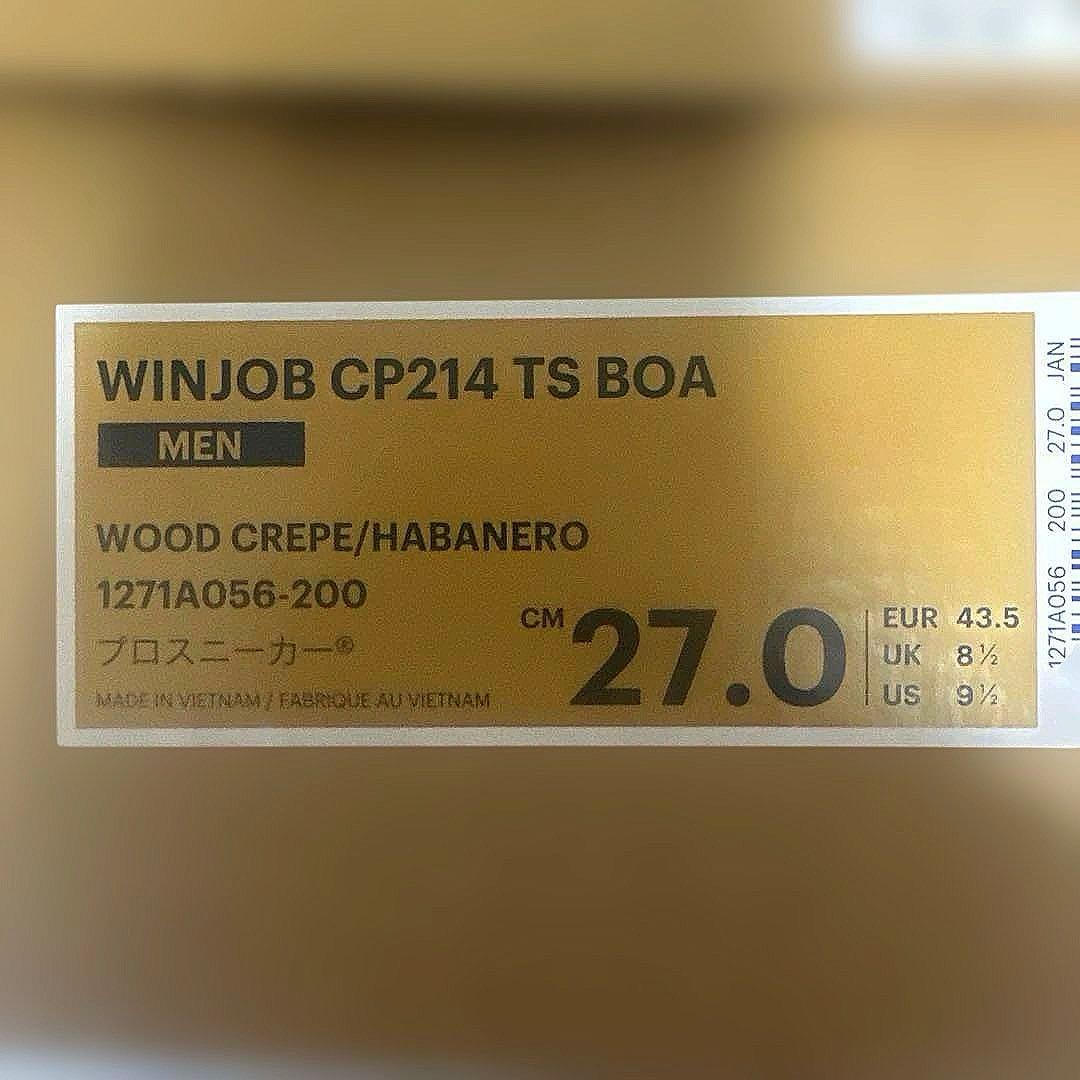 WINJOB CP214 TS BOA
MEN
WOOD CREPE/HABANERO
1271A056-200
プロスニーカー®
MADE IN VIETNAM / FABRIQUE AU VIETNAM
CM 27.0
EUR 43.5
UK 8½
US 9½
1271A056 200 27.0 JAN